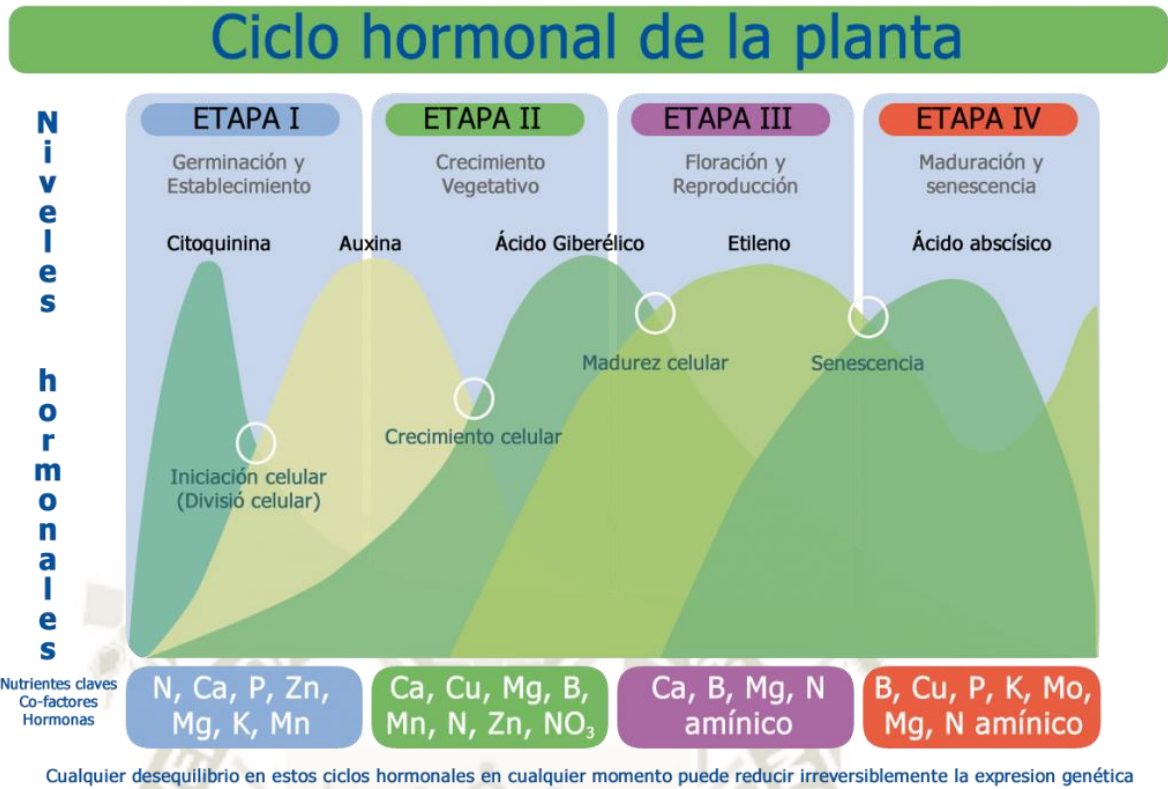 Ciclo hormonal de la planta
Niveles hormonales
ETAPA I
Germinación y
Establecimiento
ETAPA II
Crecimiento
Vegetativo
ETAPA III
Floración y
Reproducción
ETAPA IV
Maduración y
senescencia
Citoquinina
Auxina
Ácido Giberélico
Etileno
Ácido abscísico
Madurez celular
Senescencia
Crecimiento celular
Iniciación celular
(Divisió celular)
Nutrientes claves
Co-factores
Hormonas
N, Ca, P, Zn,
Mg, K, Mn
Ca, Cu, Mg, B,
Mn, N, Zn, NO₃
Ca, B, Mg, N
amínico
B, Cu, P, K, Mo,
Mg, N amínico
Cualquier desequilibrio en estos ciclos hormonales en cualquier momento puede reducir irreversiblemente la expresion genética